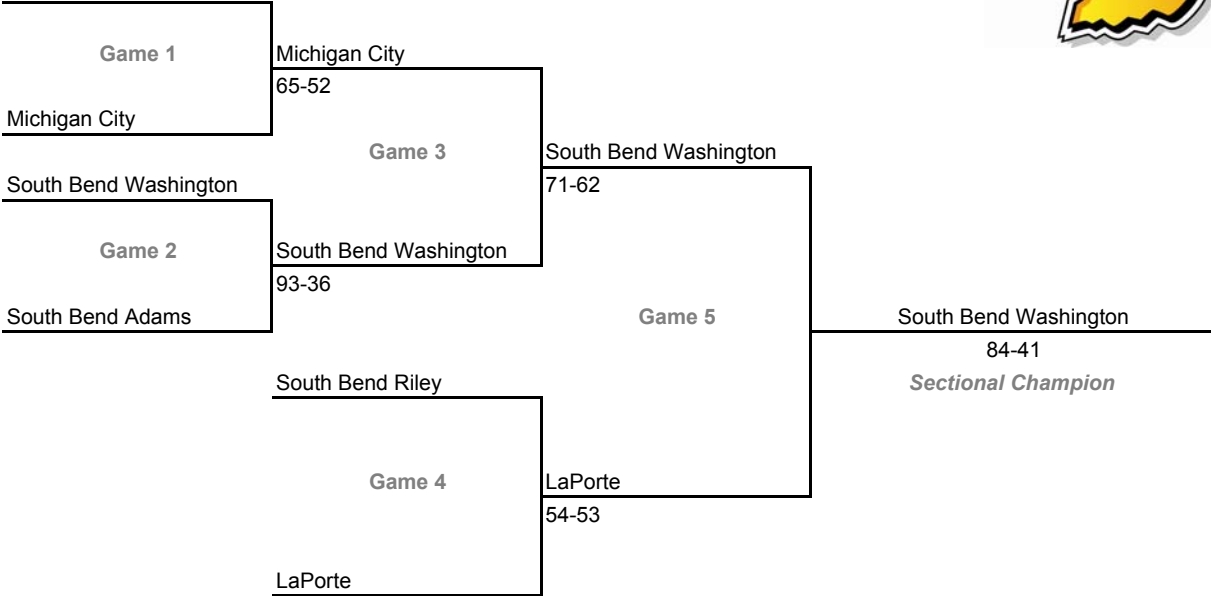 Game 1
Michigan City
65-52
Michigan City
Game 3
South Bend Washington
71-62
South Bend Washington
Game 2
South Bend Washington
93-36
South Bend Adams
Game 5
South Bend Washington
84-41
Sectional Champion
South Bend Riley
Game 4
LaPorte
54-53
LaPorte